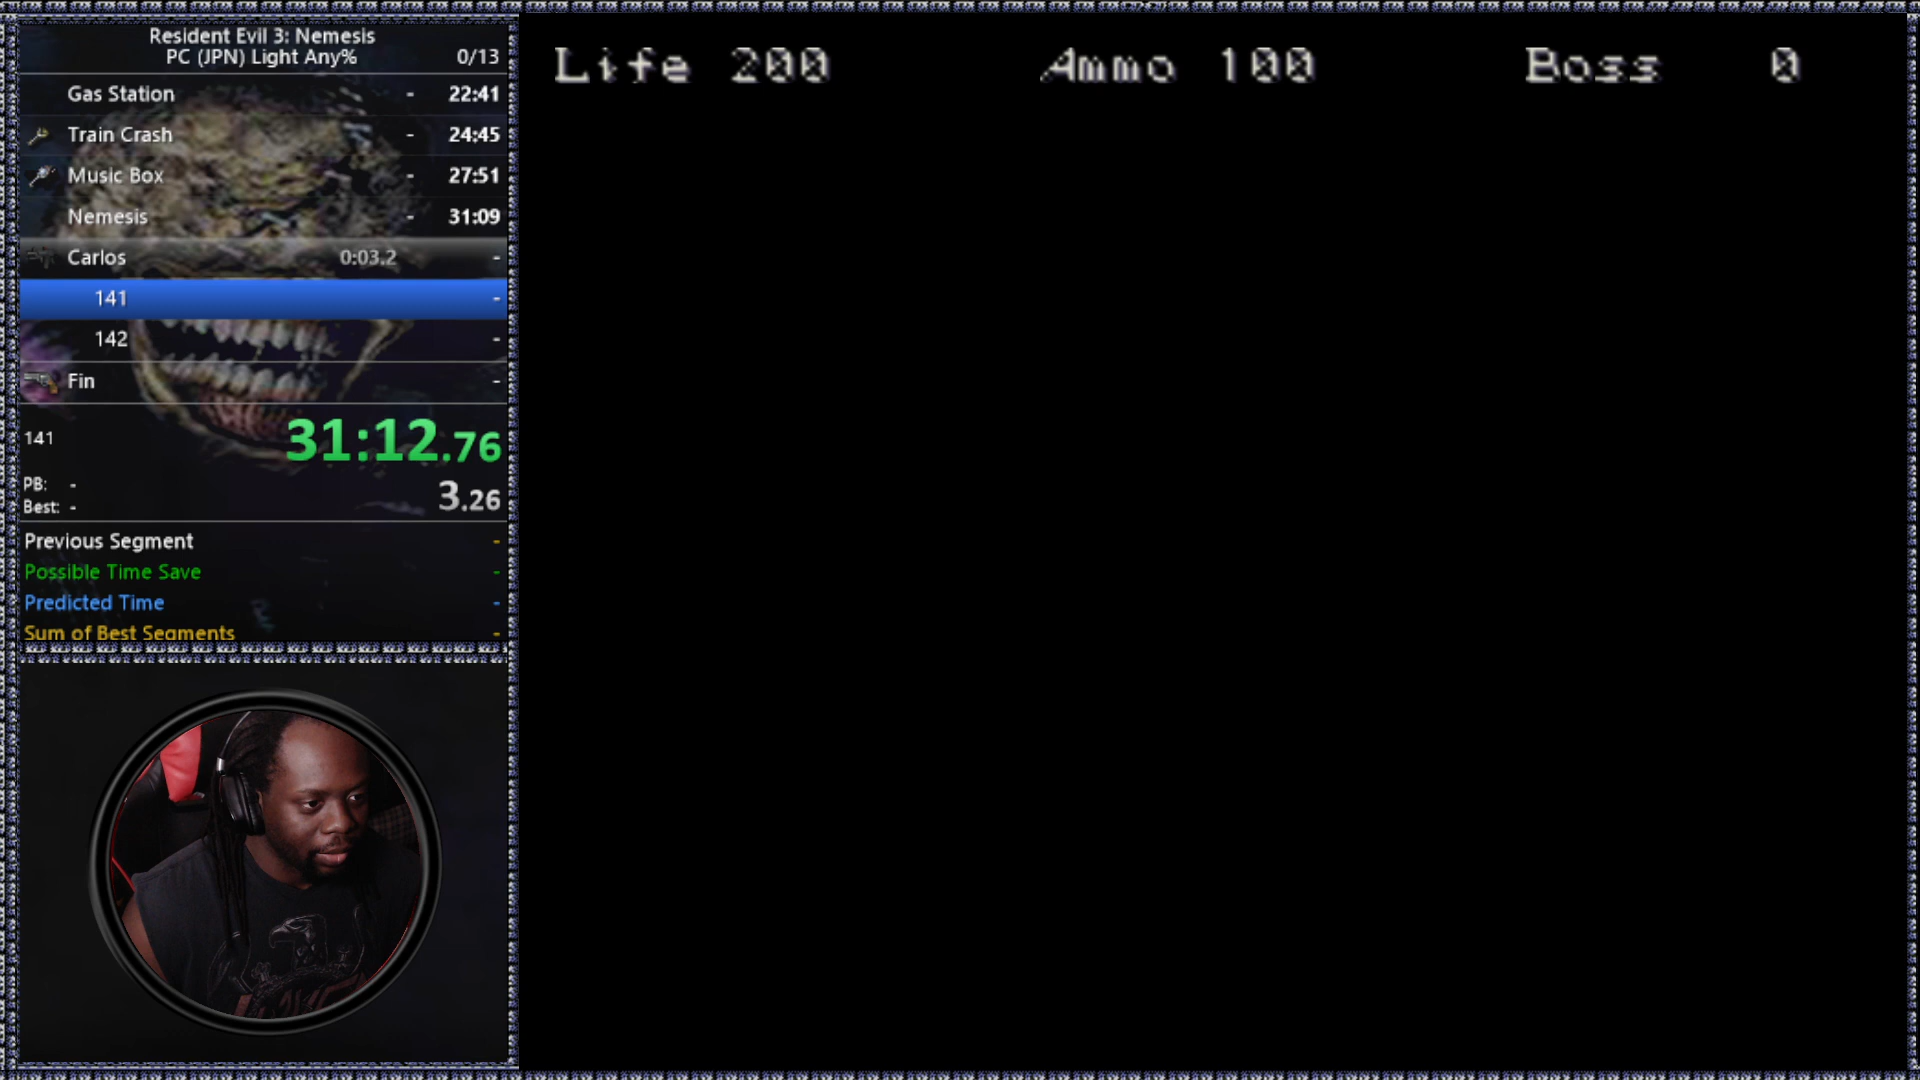 Resident Evil 3: Nemesis
PC (JPN) Light Any% 0/13
Gas Station - 22:41
Train Crash - 24:45
Music Box - 27:51
Nemesis - 31:09
Carlos 0:03.2 -
141 -
142 -
Fin -
141 31:12.76
PB: -
Best: - 3.26
Previous Segment -
Possible Time Save -
Predicted Time -
Sum of Best Segments -
Life 200 Ammo 100 Boss 0